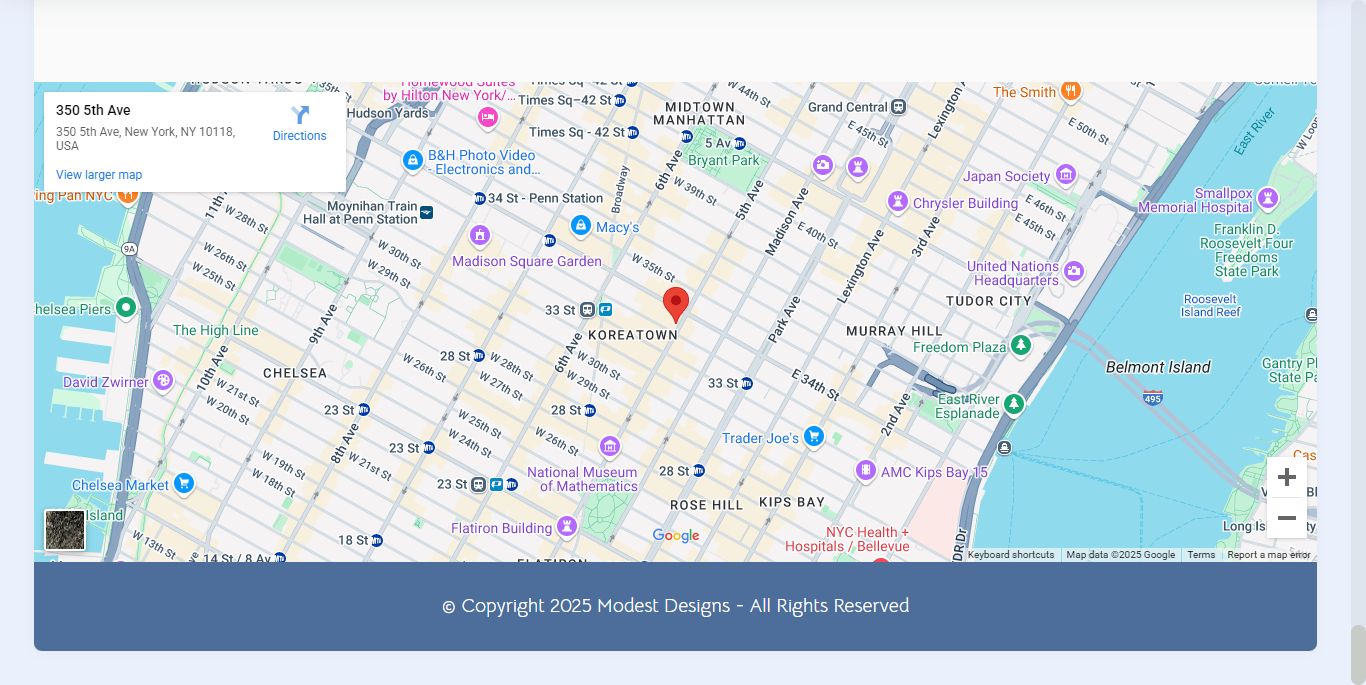 350 5th Ave
350 5th Ave, New York, NY 10118,
USA
Directions
View larger map
Homewood Suites
by Hilton New York/...
Hudson Yards
Times Sq-42 St
Times Sq - 42 St
MIDTOWN
MANHATTAN
W 44th St
Grand Central
E 45th St
Lexington
The Smith
E 50th St
East River
5 Av
Bryant Park
6th Ave
B&H Photo Video
- Electronics and...
Broadway
W 39th St
5th Ave
Madison Ave
Japan Society
Smallpox
Memorial Hospital
ing Pan NYC
11th
W 28th St
Moynihan Train
Hall at Penn Station
34 St - Penn Station
Macy's
Chrysler Building
E 46th St
E 45th St
E 40th St
3rd Ave
Franklin D.
Roosevelt Four
Freedoms
State Park
9A
W 26th St
W 25th St
W 30th St
W 29th St
Madison Square Garden
W 35th St
Lexington Ave
United Nations
Headquarters
TUDOR CITY
Roosevelt
Island Reef
helsea Piers
The High Line
9th Ave
33 St
KOREATOWN
Park Ave
MURRAY HILL
Freedom Plaza
10th Ave
CHELSEA
W 26th St
28 St
W 28th St
W 27th St
6th Ave
W 30th St
W 29th St
33 St
E 34th St
Belmont Island
Gantry
State Pa
David Zwirner
W 21st St
W 20th St
23 St
W 25th St
W 24th St
28 St
2nd Ave
East River
Esplanade
495
8th Ave
23 St
W 26th St
Trader Joe's
W 19th St
W 18th St
W 21st St
National Museum
of Mathematics
28 St
AMC Kips Bay 15
Cas
Chelsea Market
23 St
ROSE HILL
KIPS BAY
Island
Flatiron Building
W 13th St
18 St
Google
NYC Health +
Hospitals / Bellevue
FDR Dr
14 St / 8 Av
FLATIRON
Keyboard shortcuts
Map data ©2025 Google
Terms
Report a map error
© Copyright 2025 Modest Designs - All Rights Reserved